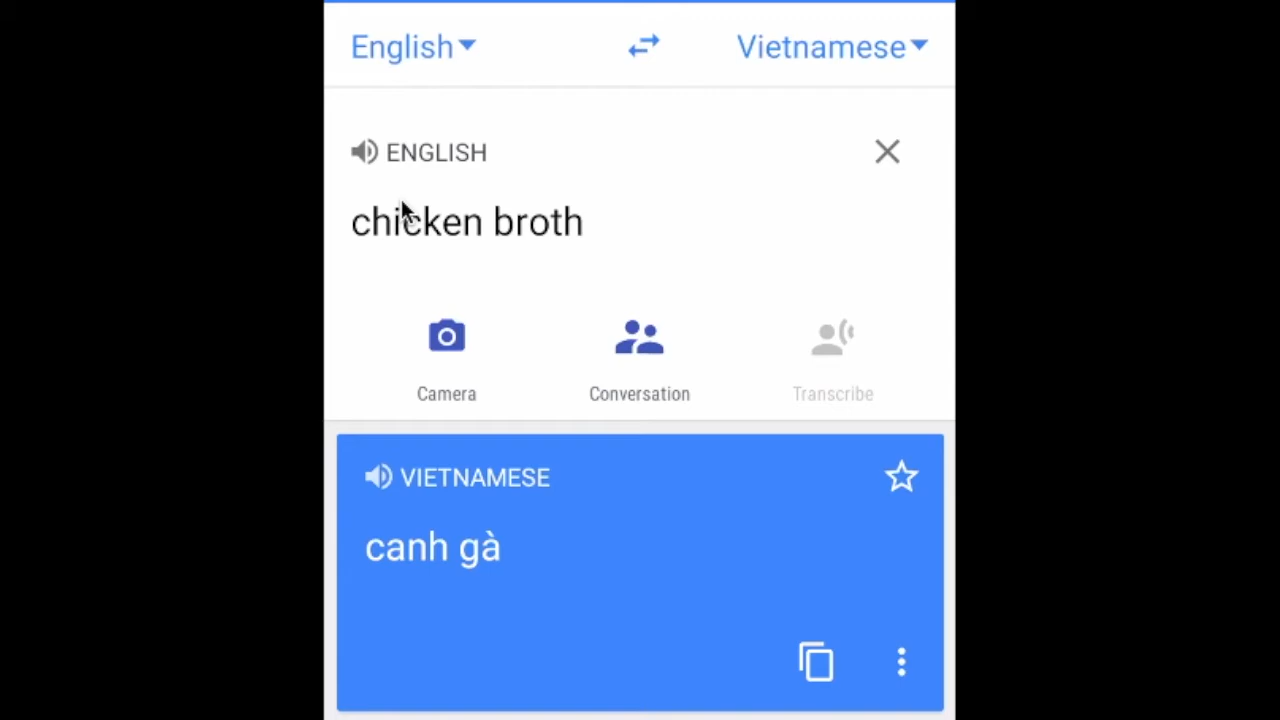 English Vietnamese
ENGLISH
chicken broth
Camera Conversation Transcribe
VIETNAMESE
canh gà